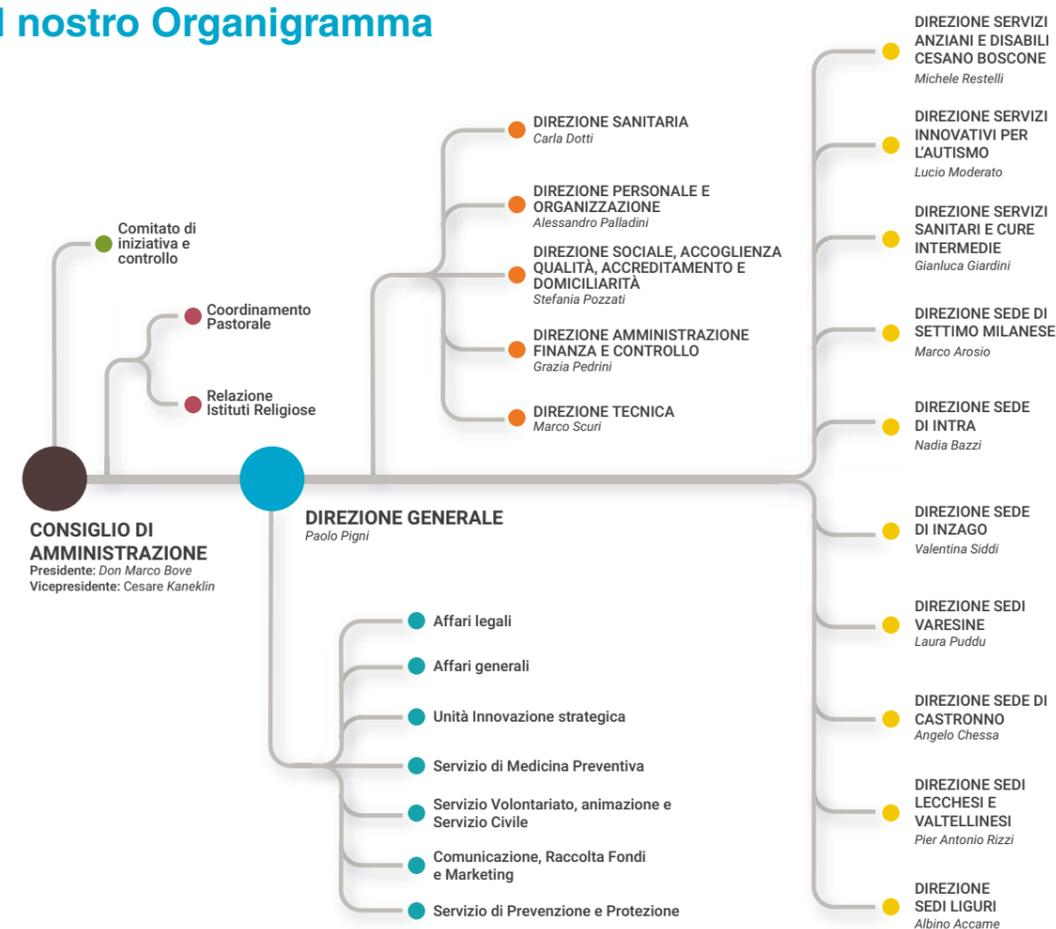 l nostro Organigramma
Comitato di
iniziativa e
controllo
Coordinamento
Pastorale
Relazione
Istituti Religiose
CONSIGLIO DI
AMMINISTRAZIONE
Presidente: Don Marco Bove
Vicepresidente: Cesare Kaneklin
DIREZIONE GENERALE
Paolo Pigni
DIREZIONE SANITARIA
Carla Dotti
DIREZIONE PERSONALE E
ORGANIZZAZIONE
Alessandro Palladini
DIREZIONE SOCIALE, ACCOGLIENZA
QUALITÀ, ACCREDITAMENTO E
DOMICILIARITÀ
Stefania Pozzati
DIREZIONE AMMINISTRAZIONE
FINANZA E CONTROLLO
Grazia Pedrini
DIREZIONE TECNICA
Marco Scuri
Affari legali
Affari generali
Unità Innovazione strategica
Servizio di Medicina Preventiva
Servizio Volontariato, animazione e
Servizio Civile
Comunicazione, Raccolta Fondi
e Marketing
Servizio di Prevenzione e Protezione
DIREZIONE SERVIZI
ANZIANI E DISABILI
CESANO BOSCONE
Michele Restelli
DIREZIONE SERVIZI
INNOVATIVI PER
L'AUTISMO
Lucio Moderato
DIREZIONE SERVIZI
SANITARI E CURE
INTERMEDIE
Gianluca Giardini
DIREZIONE SEDE DI
SETTIMO MILANESE
Marco Arosio
DIREZIONE SEDE
DI INTRA
Nadia Bazzi
DIREZIONE SEDE
DI INZAGO
Valentina Siddi
DIREZIONE SEDI
VARESINE
Laura Puddu
DIREZIONE SEDE DI
CASTRONNO
Angelo Chessa
DIREZIONE SEDI
LECCHESI E
VALTELLINESI
Pier Antonio Rizzi
DIREZIONE
SEDI LIGURI
Albino Accame